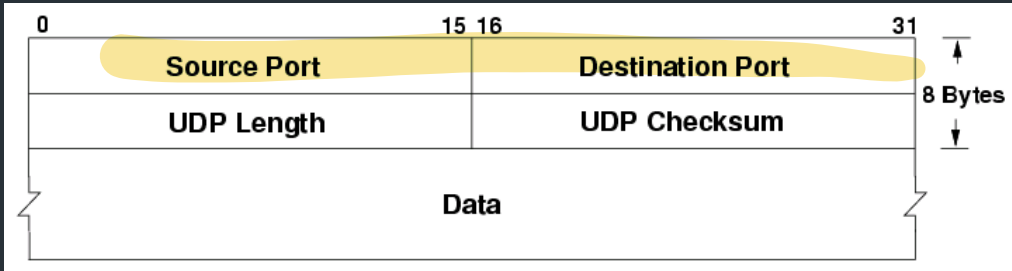 0 15 16 31
Source Port Destination Port
8 Bytes
UDP Length UDP Checksum
Data